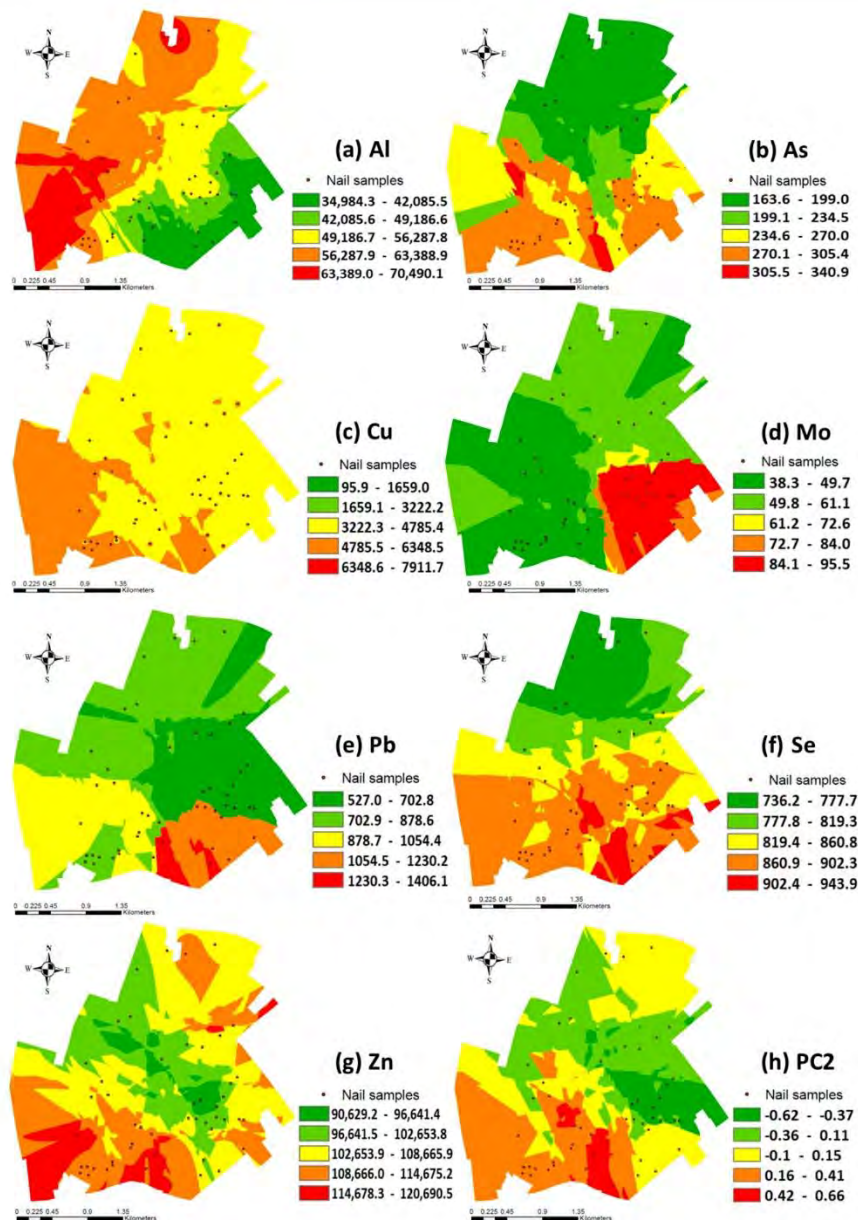 N
W E
S
(a) Al
Nail samples
34,984.3 - 42,085.5
42,085.6 - 49,186.6
49,186.7 - 56,287.8
56,287.9 - 63,388.9
63,389.0 - 70,490.1
0 0.225 0.45 0.9 1.35
Kilometers
N
W E
S
(b) As
Nail samples
163.6 - 199.0
199.1 - 234.5
234.6 - 270.0
270.1 - 305.4
305.5 - 340.9
0 0.225 0.45 0.9 1.35
Kilometers
N
W E
S
(c) Cu
Nail samples
95.9 - 1659.0
1659.1 - 3222.2
3222.3 - 4785.4
4785.5 - 6348.5
6348.6 - 7911.7
0 0.225 0.45 0.9 1.35
Kilometers
N
W E
S
(d) Mo
Nail samples
38.3 - 49.7
49.8 - 61.1
61.2 - 72.6
72.7 - 84.0
84.1 - 95.5
0 0.225 0.45 0.9 1.35
Kilometers
N
W E
S
(e) Pb
Nail samples
527.0 - 702.8
702.9 - 878.6
878.7 - 1054.4
1054.5 - 1230.2
1230.3 - 1406.1
0 0.225 0.45 0.9 1.35
Kilometers
N
W E
S
(f) Se
Nail samples
736.2 - 777.7
777.8 - 819.3
819.4 - 860.8
860.9 - 902.3
902.4 - 943.9
0 0.225 0.45 0.9 1.35
Kilometers
N
W E
S
(g) Zn
Nail samples
90,629.2 - 96,641.4
96,641.5 - 102,653.8
102,653.9 - 108,665.9
108,666.0 - 114,675.2
114,678.3 - 120,690.5
0 0.225 0.45 0.9 1.35
Kilometers
N
W E
S
(h) PC2
Nail samples
-0.62 - -0.37
-0.36 - 0.11
-0.1 - 0.15
0.16 - 0.41
0.42 - 0.66
0 0.225 0.45 0.9 1.35
Kilometers